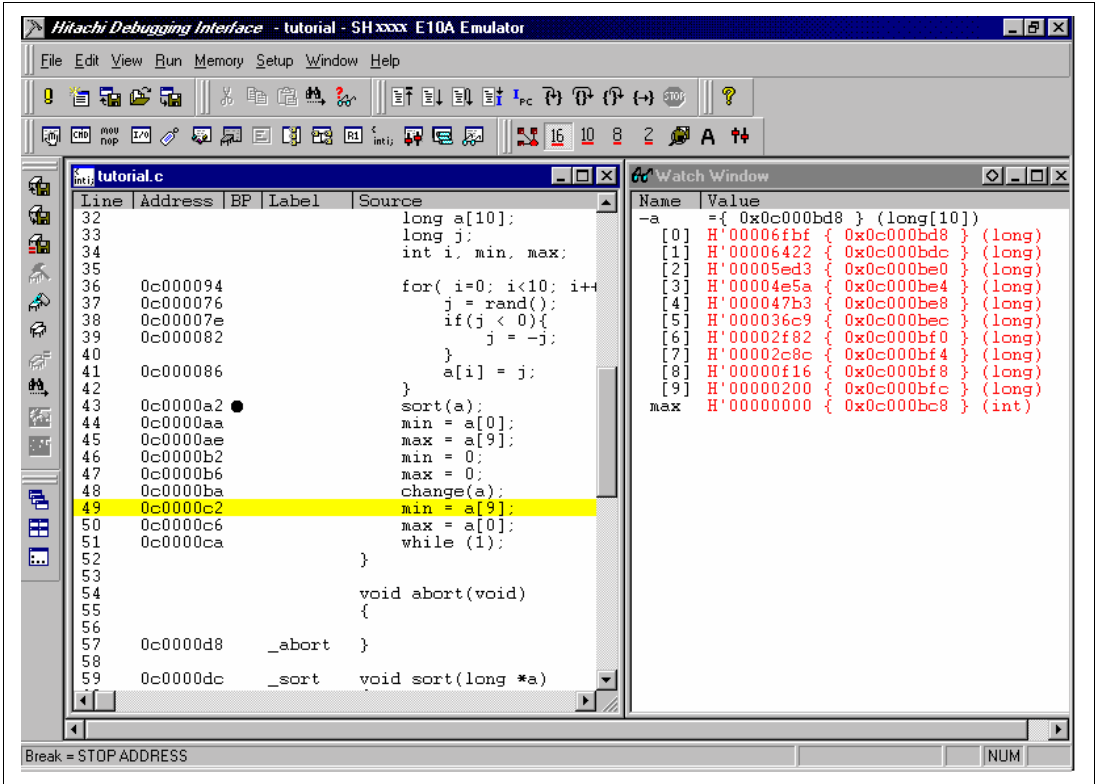 Hitachi Debugging Interface - tutorial - SH xxxx E10A Emulator
File Edit View Run Memory Setup Window Help
16 10 8 2 A
tutorial.c
Line Address BP Label Source
32 long a[10];
33 long j;
34 int i, min, max;
35
36 0c000094 for( i=0; i<10; i++
37 0c000076 j = rand();
38 0c00007e if(j < 0){
39 0c000082 j = -j;
40 }
41 0c000086 a[i] = j;
42 }
43 0c0000a2 ● sort(a);
44 0c0000aa min = a[0];
45 0c0000ae max = a[9];
46 0c0000b2 min = 0;
47 0c0000b6 max = 0;
48 0c0000ba change(a);
49 0c0000c2 min = a[9];
50 0c0000c6 max = a[0];
51 0c0000ca while (1);
52 }
53
54 void abort(void)
55 {
56
57 0c0000d8 _abort }
58
59 0c0000dc _sort void sort(long *a)
Watch Window
Name Value
-a ={ 0x0c000bd8 } (long[10])
[0] H'00006fbf { 0x0c000bd8 } (long)
[1] H'00006422 { 0x0c000bdc } (long)
[2] H'00005ed3 { 0x0c000be0 } (long)
[3] H'00004e5a { 0x0c000be4 } (long)
[4] H'000047b3 { 0x0c000be8 } (long)
[5] H'000036c9 { 0x0c000bec } (long)
[6] H'00002f82 { 0x0c000bf0 } (long)
[7] H'00002c8c { 0x0c000bf4 } (long)
[8] H'00000f16 { 0x0c000bf8 } (long)
[9] H'00000200 { 0x0c000bfc } (long)
max H'00000000 { 0x0c000bc8 } (int)
Break = STOP ADDRESS
NUM